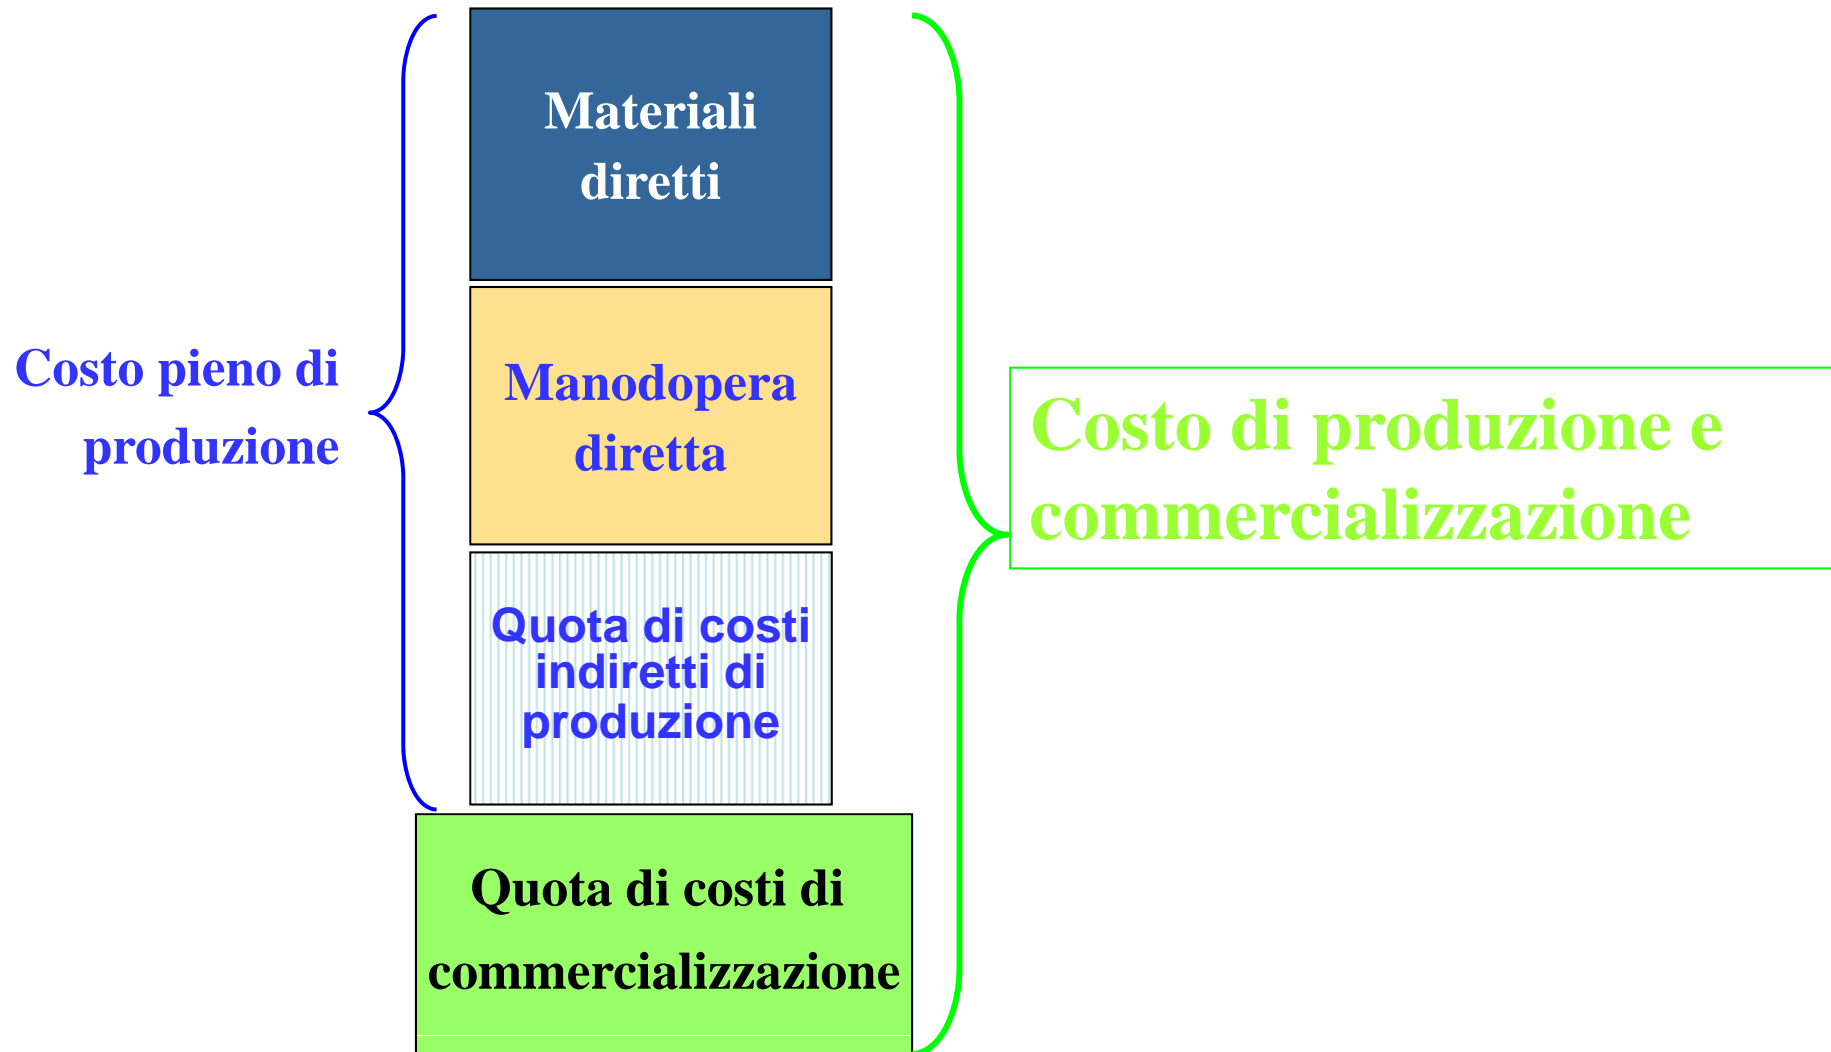 Materiali
diretti
Costo pieno di
produzione
Manodopera
diretta
Costo di produzione e
commercializzazione
Quota di costi
indiretti di
produzione
Quota di costi di
commercializzazione